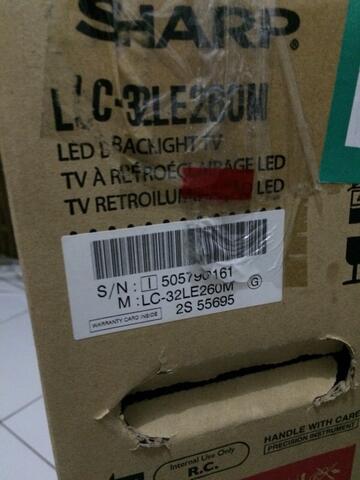 SHARP®
LC-32LE260M
LED BACKLIGHT TV
TV À RÉTROÉCLAIRAGE LED
LED
S/N : I 505790161
M : LC-32LE260M G
2S 55695
WARRANTY CARD INSIDE
HANDLE WITH CARE
PRECISION INSTRUMENT
Internal Use Only
R.C.